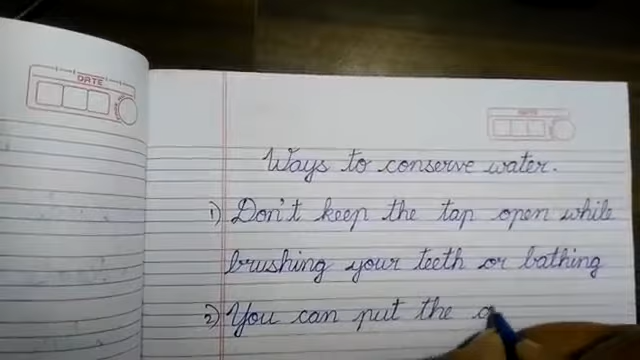 DATE
DATE
Ways to conserve water.
1) Don't keep the tap open while
brushing your teeth or bathing
2) You can put the